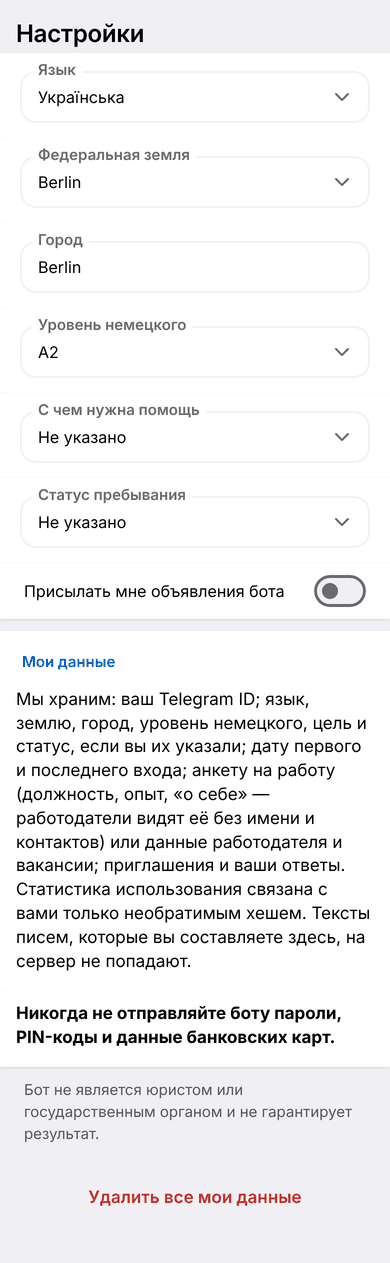 Настройки
Язык
Українська
Федеральная земля
Berlin
Город
Berlin
Уровень немецкого
A2
С чем нужна помощь
Не указано
Статус пребывания
Не указано
Присылать мне объявления бота
Мои данные
Мы храним: ваш Telegram ID; язык,
землю, город, уровень немецкого, цель и
статус, если вы их указали; дату первого
и последнего входа; анкету на работу
(должность, опыт, «о себе» —
работодатели видят её без имени и
контактов) или данные работодателя и
вакансии; приглашения и ваши ответы.
Статистика использования связана с
вами только необратимым хешем. Тексты
писем, которые вы составляете здесь, на
сервер не попадают.
Никогда не отправляйте боту пароли,
PIN-коды и данные банковских карт.
Бот не является юристом или
государственным органом и не гарантирует
результат.
Удалить все мои данные